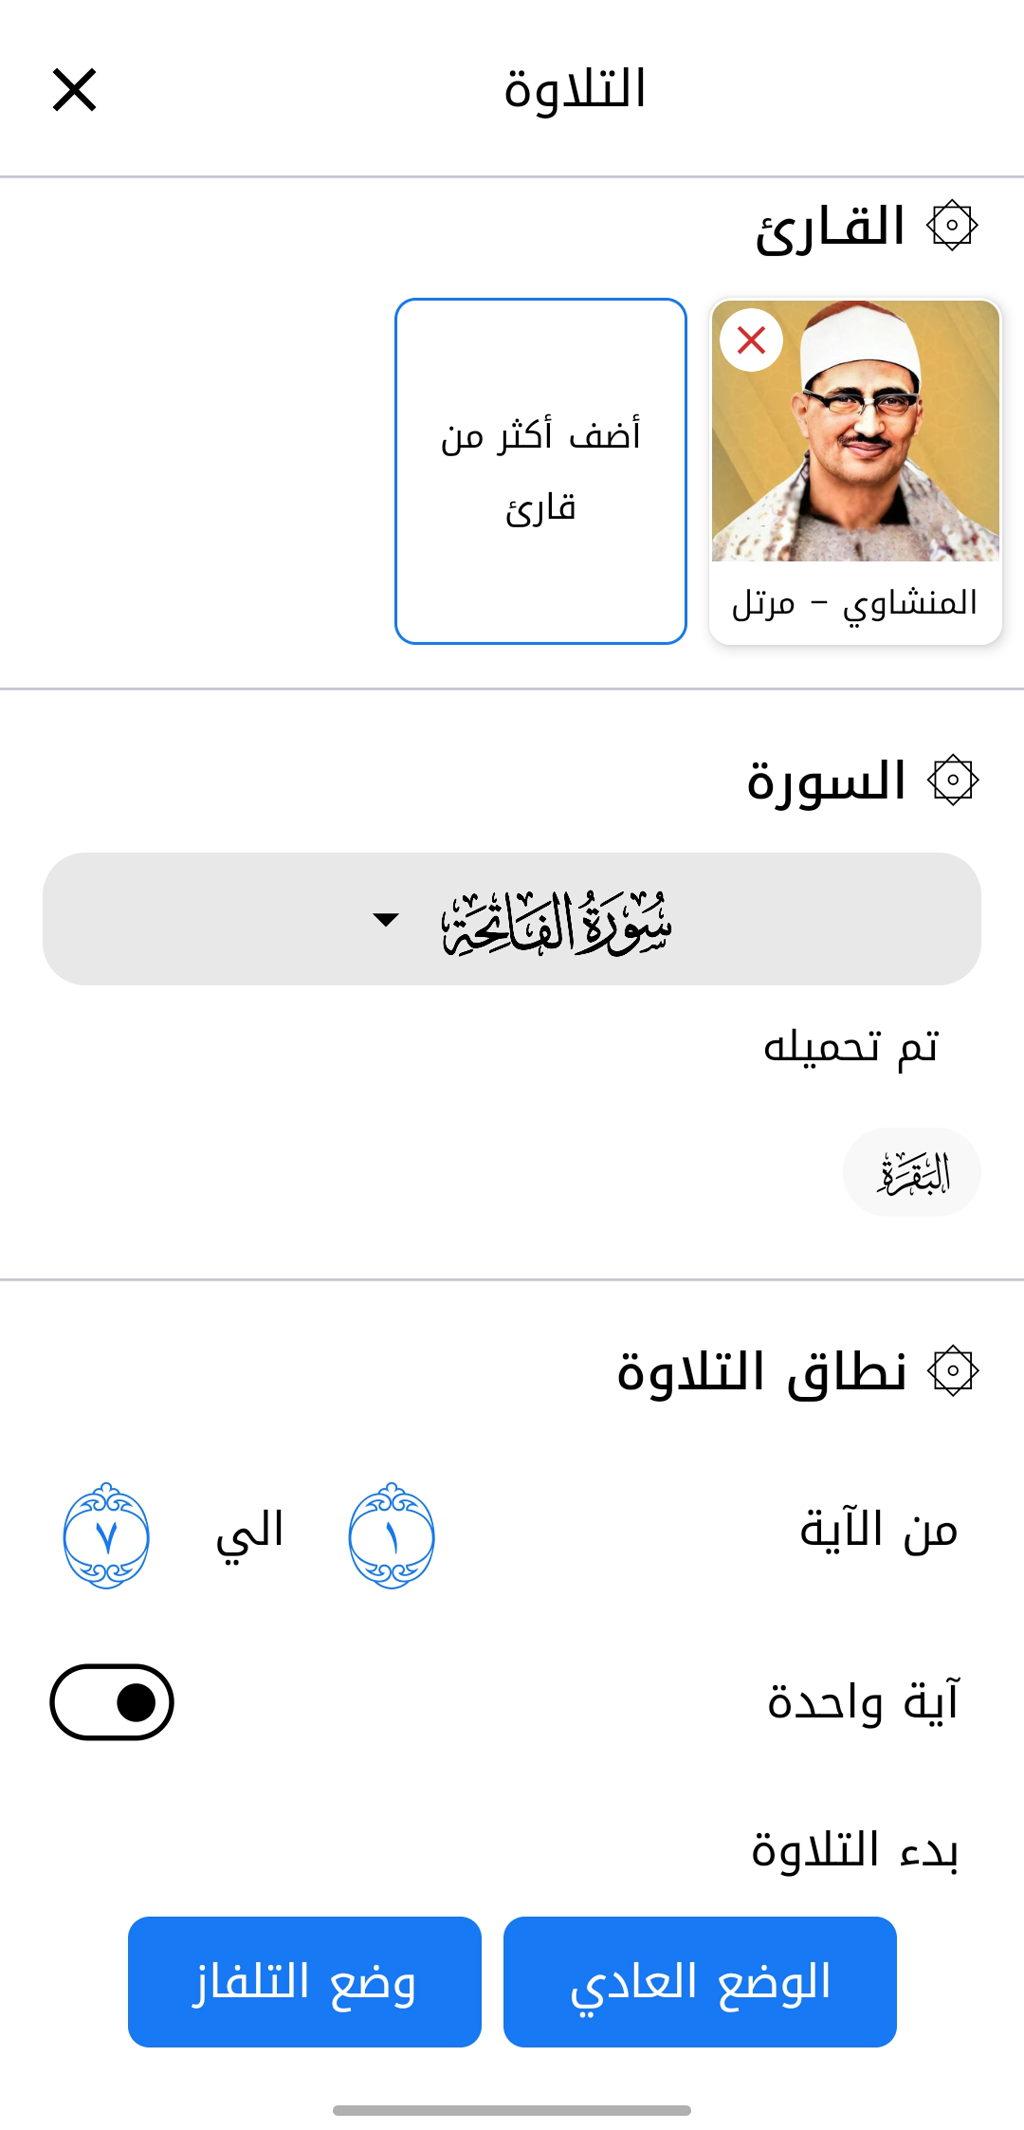 التلاوة
القارئ
المنشاوي - مرتل
أضف أكثر من
قارئ
السورة
سُورَةُ الفَاتِحَةِ
تم تحميله
البَقَرَةِ
نطاق التلاوة
من الآية ١ الي ٧
آية واحدة
بدء التلاوة
الوضع العادي
وضع التلفاز